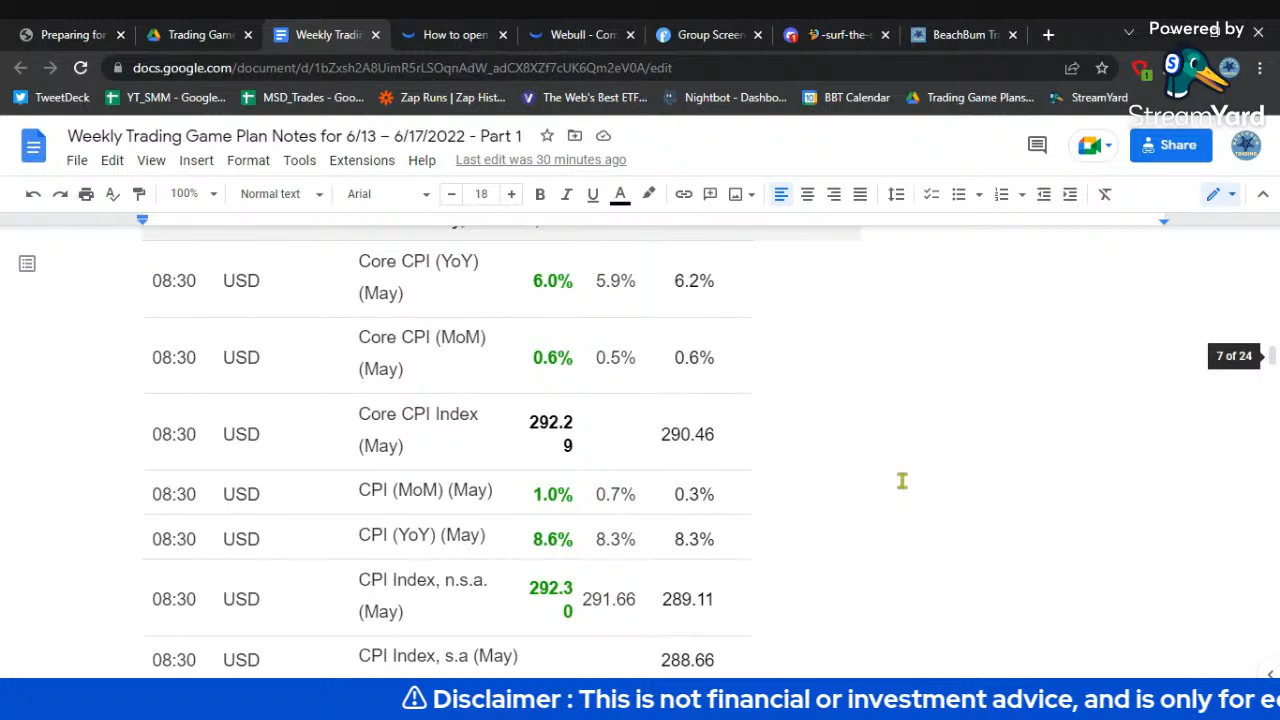 Powered by
Preparing for
Trading Gam
Weekly Tradin
How to open
Webull - Com
Group Screen
-surf-the-
BeachBum Tra
docs.google.com/document/d/1bZxsh2A8UimR5rLSOqnAdW_adCX8XZf7cUK6Qm2eV0A/edit
TweetDeck
YT_SMM - Google...
MSD_Trades - Goo...
Zap Runs | Zap Hist...
The Web's Best ETF...
Nightbot - Dashbo...
BBT Calendar
Trading Game Plans...
StreamYard
StreamYard
Weekly Trading Game Plan Notes for 6/13 – 6/17/2022 - Part 1
Share
File Edit View Insert Format Tools Extensions Help Last edit was 30 minutes ago
100% Normal text Arial 18 B I U A
08:30 USD Core CPI (YoY) (May) 6.0% 5.9% 6.2%
7 of 24
08:30 USD Core CPI (MoM) (May) 0.6% 0.5% 0.6%
08:30 USD Core CPI Index (May) 292.29 290.46
08:30 USD CPI (MoM) (May) 1.0% 0.7% 0.3%
08:30 USD CPI (YoY) (May) 8.6% 8.3% 8.3%
08:30 USD CPI Index, n.s.a. (May) 292.30 291.66 289.11
08:30 USD CPI Index, s.a (May) 288.66
Disclaimer : This is not financial or investment advice, and is only for e